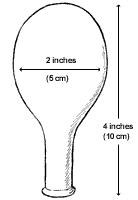 2 inches
(5 cm)
4 inches
(10 cm)